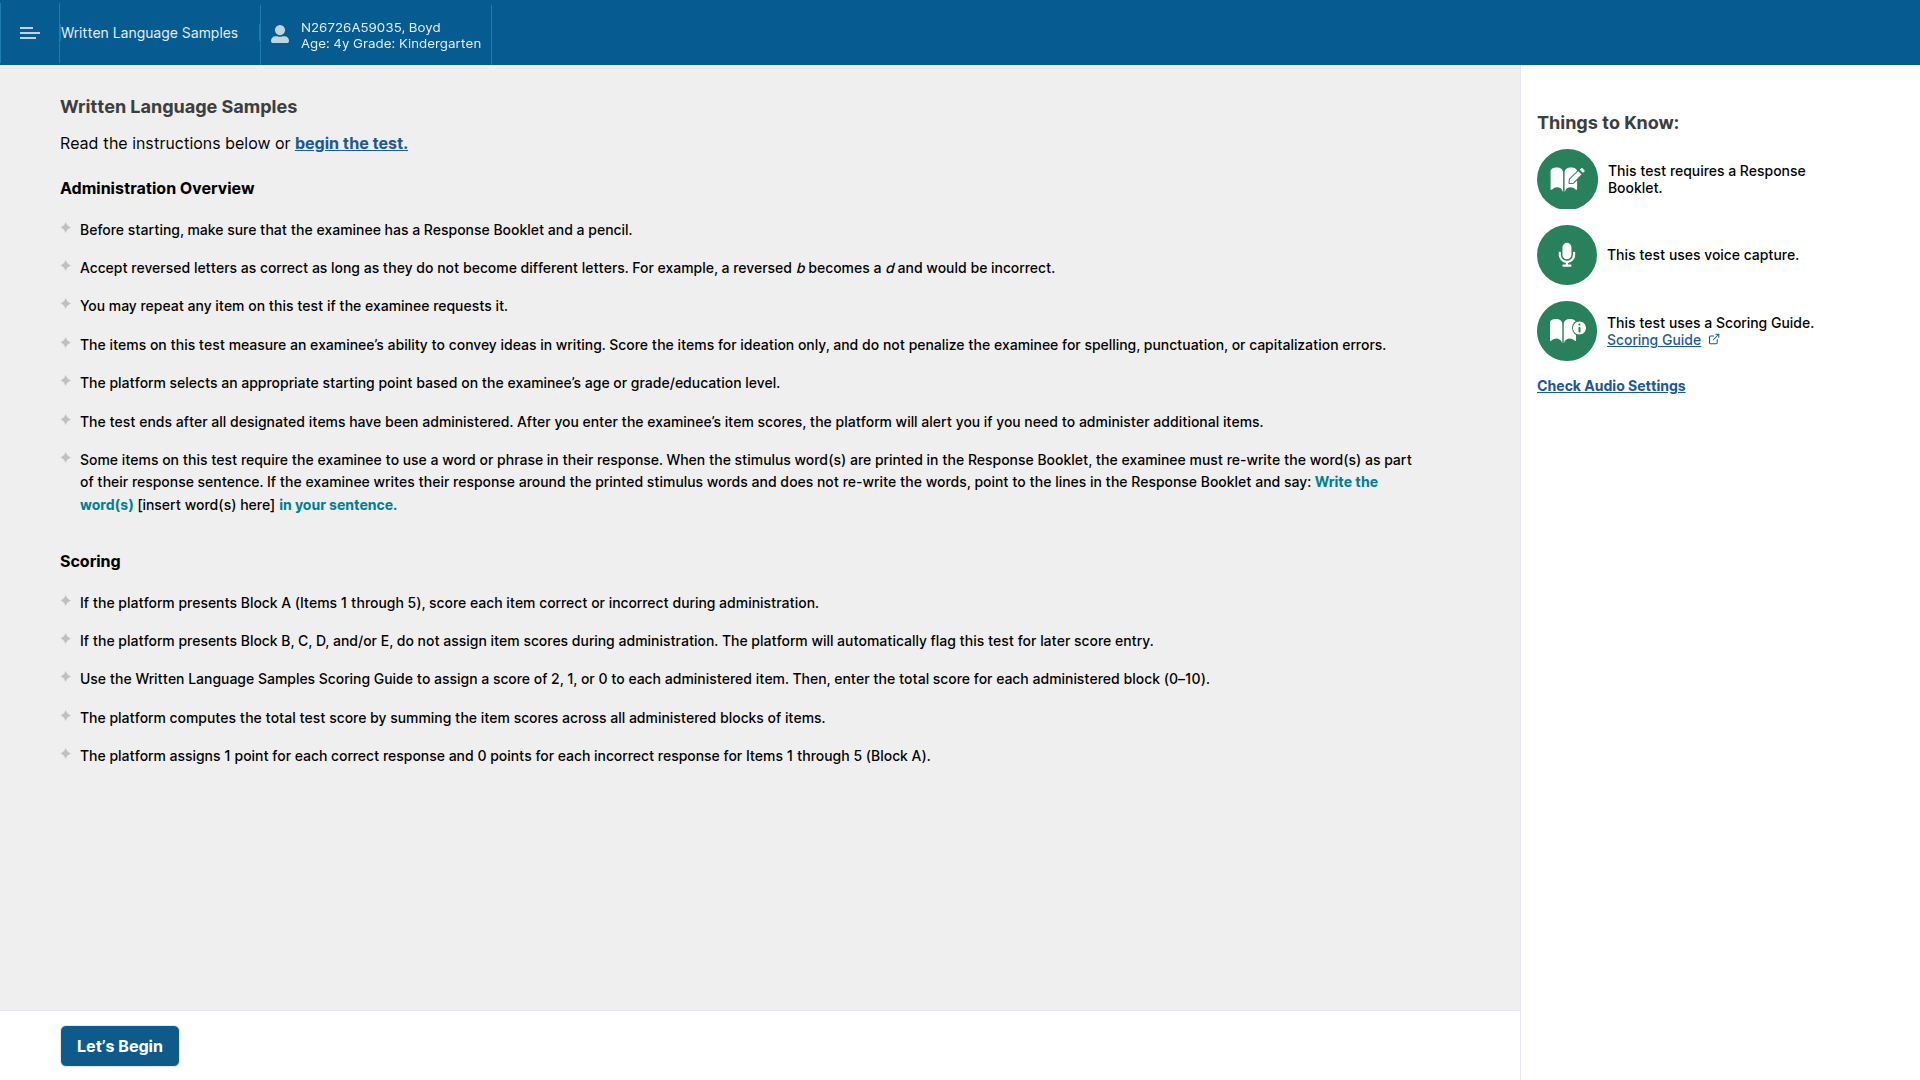 Written Language Samples
N26726A59035, Boyd
Age: 4y Grade: Kindergarten
Written Language Samples
Read the instructions below or begin the test.
Administration Overview
Before starting, make sure that the examinee has a Response Booklet and a pencil.
Accept reversed letters as correct as long as they do not become different letters. For example, a reversed b becomes a d and would be incorrect.
You may repeat any item on this test if the examinee requests it.
The items on this test measure an examinee’s ability to convey ideas in writing. Score the items for ideation only, and do not penalize the examinee for spelling, punctuation, or capitalization errors.
The platform selects an appropriate starting point based on the examinee’s age or grade/education level.
The test ends after all designated items have been administered. After you enter the examinee’s item scores, the platform will alert you if you need to administer additional items.
Some items on this test require the examinee to use a word or phrase in their response. When the stimulus word(s) are printed in the Response Booklet, the examinee must re-write the word(s) as part
of their response sentence. If the examinee writes their response around the printed stimulus words and does not re-write the words, point to the lines in the Response Booklet and say: Write the
word(s) [insert word(s) here] in your sentence.
Scoring
If the platform presents Block A (Items 1 through 5), score each item correct or incorrect during administration.
If the platform presents Block B, C, D, and/or E, do not assign item scores during administration. The platform will automatically flag this test for later score entry.
Use the Written Language Samples Scoring Guide to assign a score of 2, 1, or 0 to each administered item. Then, enter the total score for each administered block (0–10).
The platform computes the total test score by summing the item scores across all administered blocks of items.
The platform assigns 1 point for each correct response and 0 points for each incorrect response for Items 1 through 5 (Block A).
Let’s Begin
Things to Know:
This test requires a Response
Booklet.
This test uses voice capture.
This test uses a Scoring Guide.
Scoring Guide
Check Audio Settings